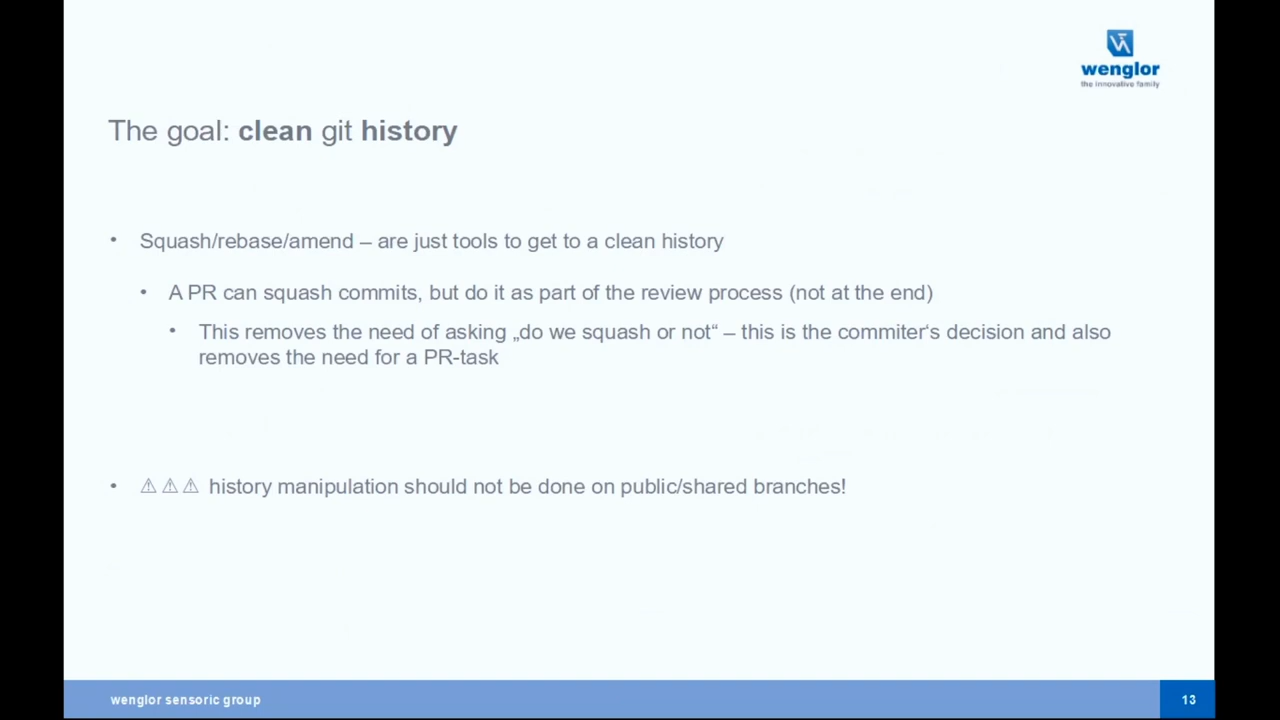 wenglor
the innovative family
The goal: clean git history
• Squash/rebase/amend – are just tools to get to a clean history
• A PR can squash commits, but do it as part of the review process (not at the end)
• This removes the need of asking „do we squash or not“ – this is the commiter‘s decision and also
removes the need for a PR-task
• ⚠⚠⚠ history manipulation should not be done on public/shared branches!
wenglor sensoric group
13